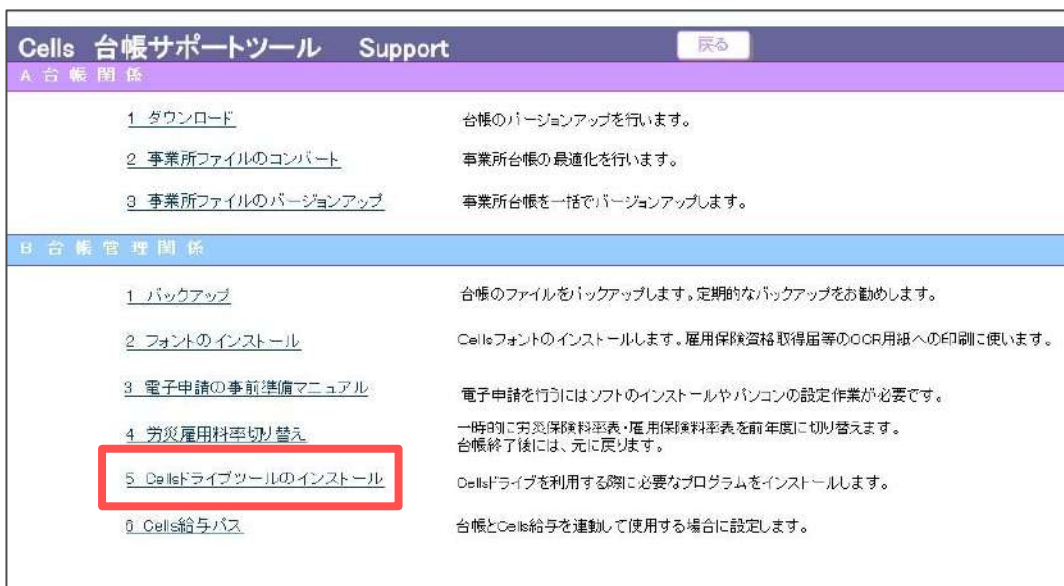 Cells 台帳サポートツール Support 戻る
A 台帳関係
1 ダウンロード 台帳のバージョンアップを行います。
2 事業所ファイルのコンバート 事業所台帳の最適化を行います。
3 事業所ファイルのバージョンアップ 事業所台帳を一括でバージョンアップします。
B 台帳管理関係
1 バックアップ 台帳のファイルをバックアップします。定期的なバックアップをお勧めします。
2 フォントのインストール Cellsフォントのインストールします。雇用保険資格取得届等のOCR用紙への印刷に使います。
3 電子申請の事前準備マニュアル 電子申請を行うにはソフトのインストールやパソコンの設定作業が必要です。
4 労災雇用料率切り替え 一時的に労災保険料率表・雇用保険料率表を前年度に切り替えます。
台帳終了後には、元に戻ります。
5 Cellsドライブツールのインストール Cellsドライブを利用する際に必要なプログラムをインストールします。
6 Cells給与パス 台帳とCells給与を連動して使用する場合に設定します。